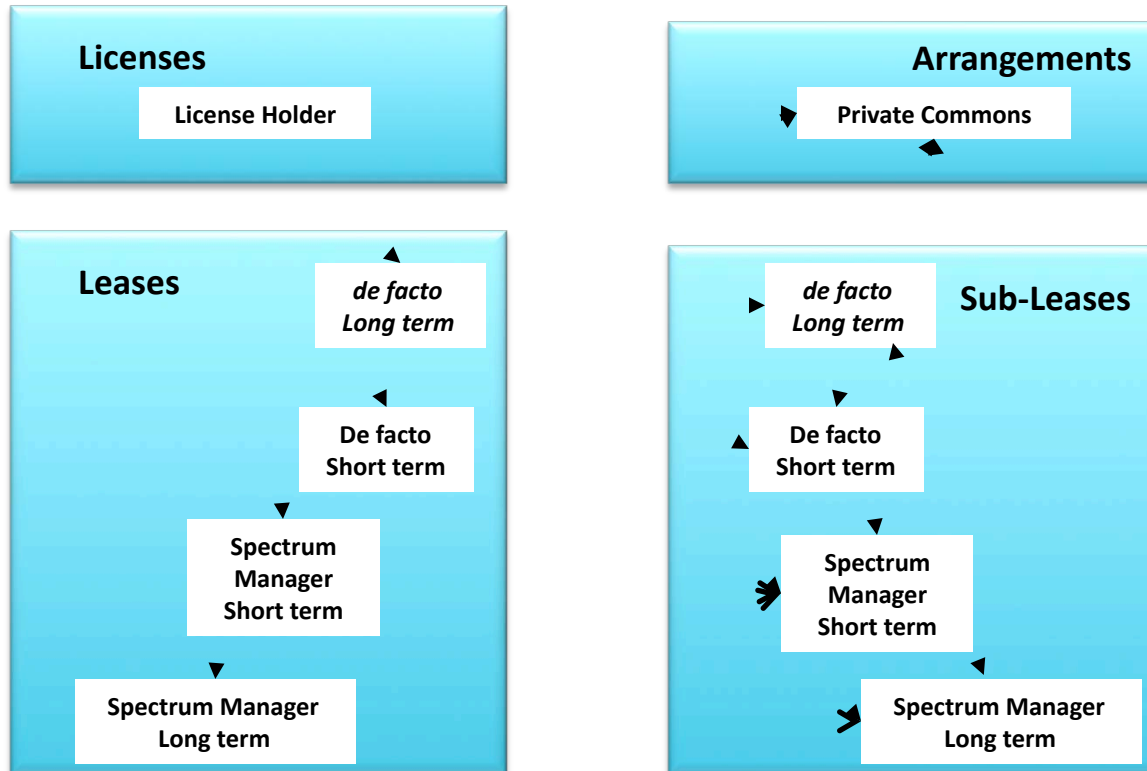 Licenses
License Holder
Arrangements
Private Commons
Leases
de facto
Long term
De facto
Short term
Spectrum
Manager
Short term
Spectrum Manager
Long term
Sub-Leases
de facto
Long term
De facto
Short term
Spectrum
Manager
Short term
Spectrum Manager
Long term